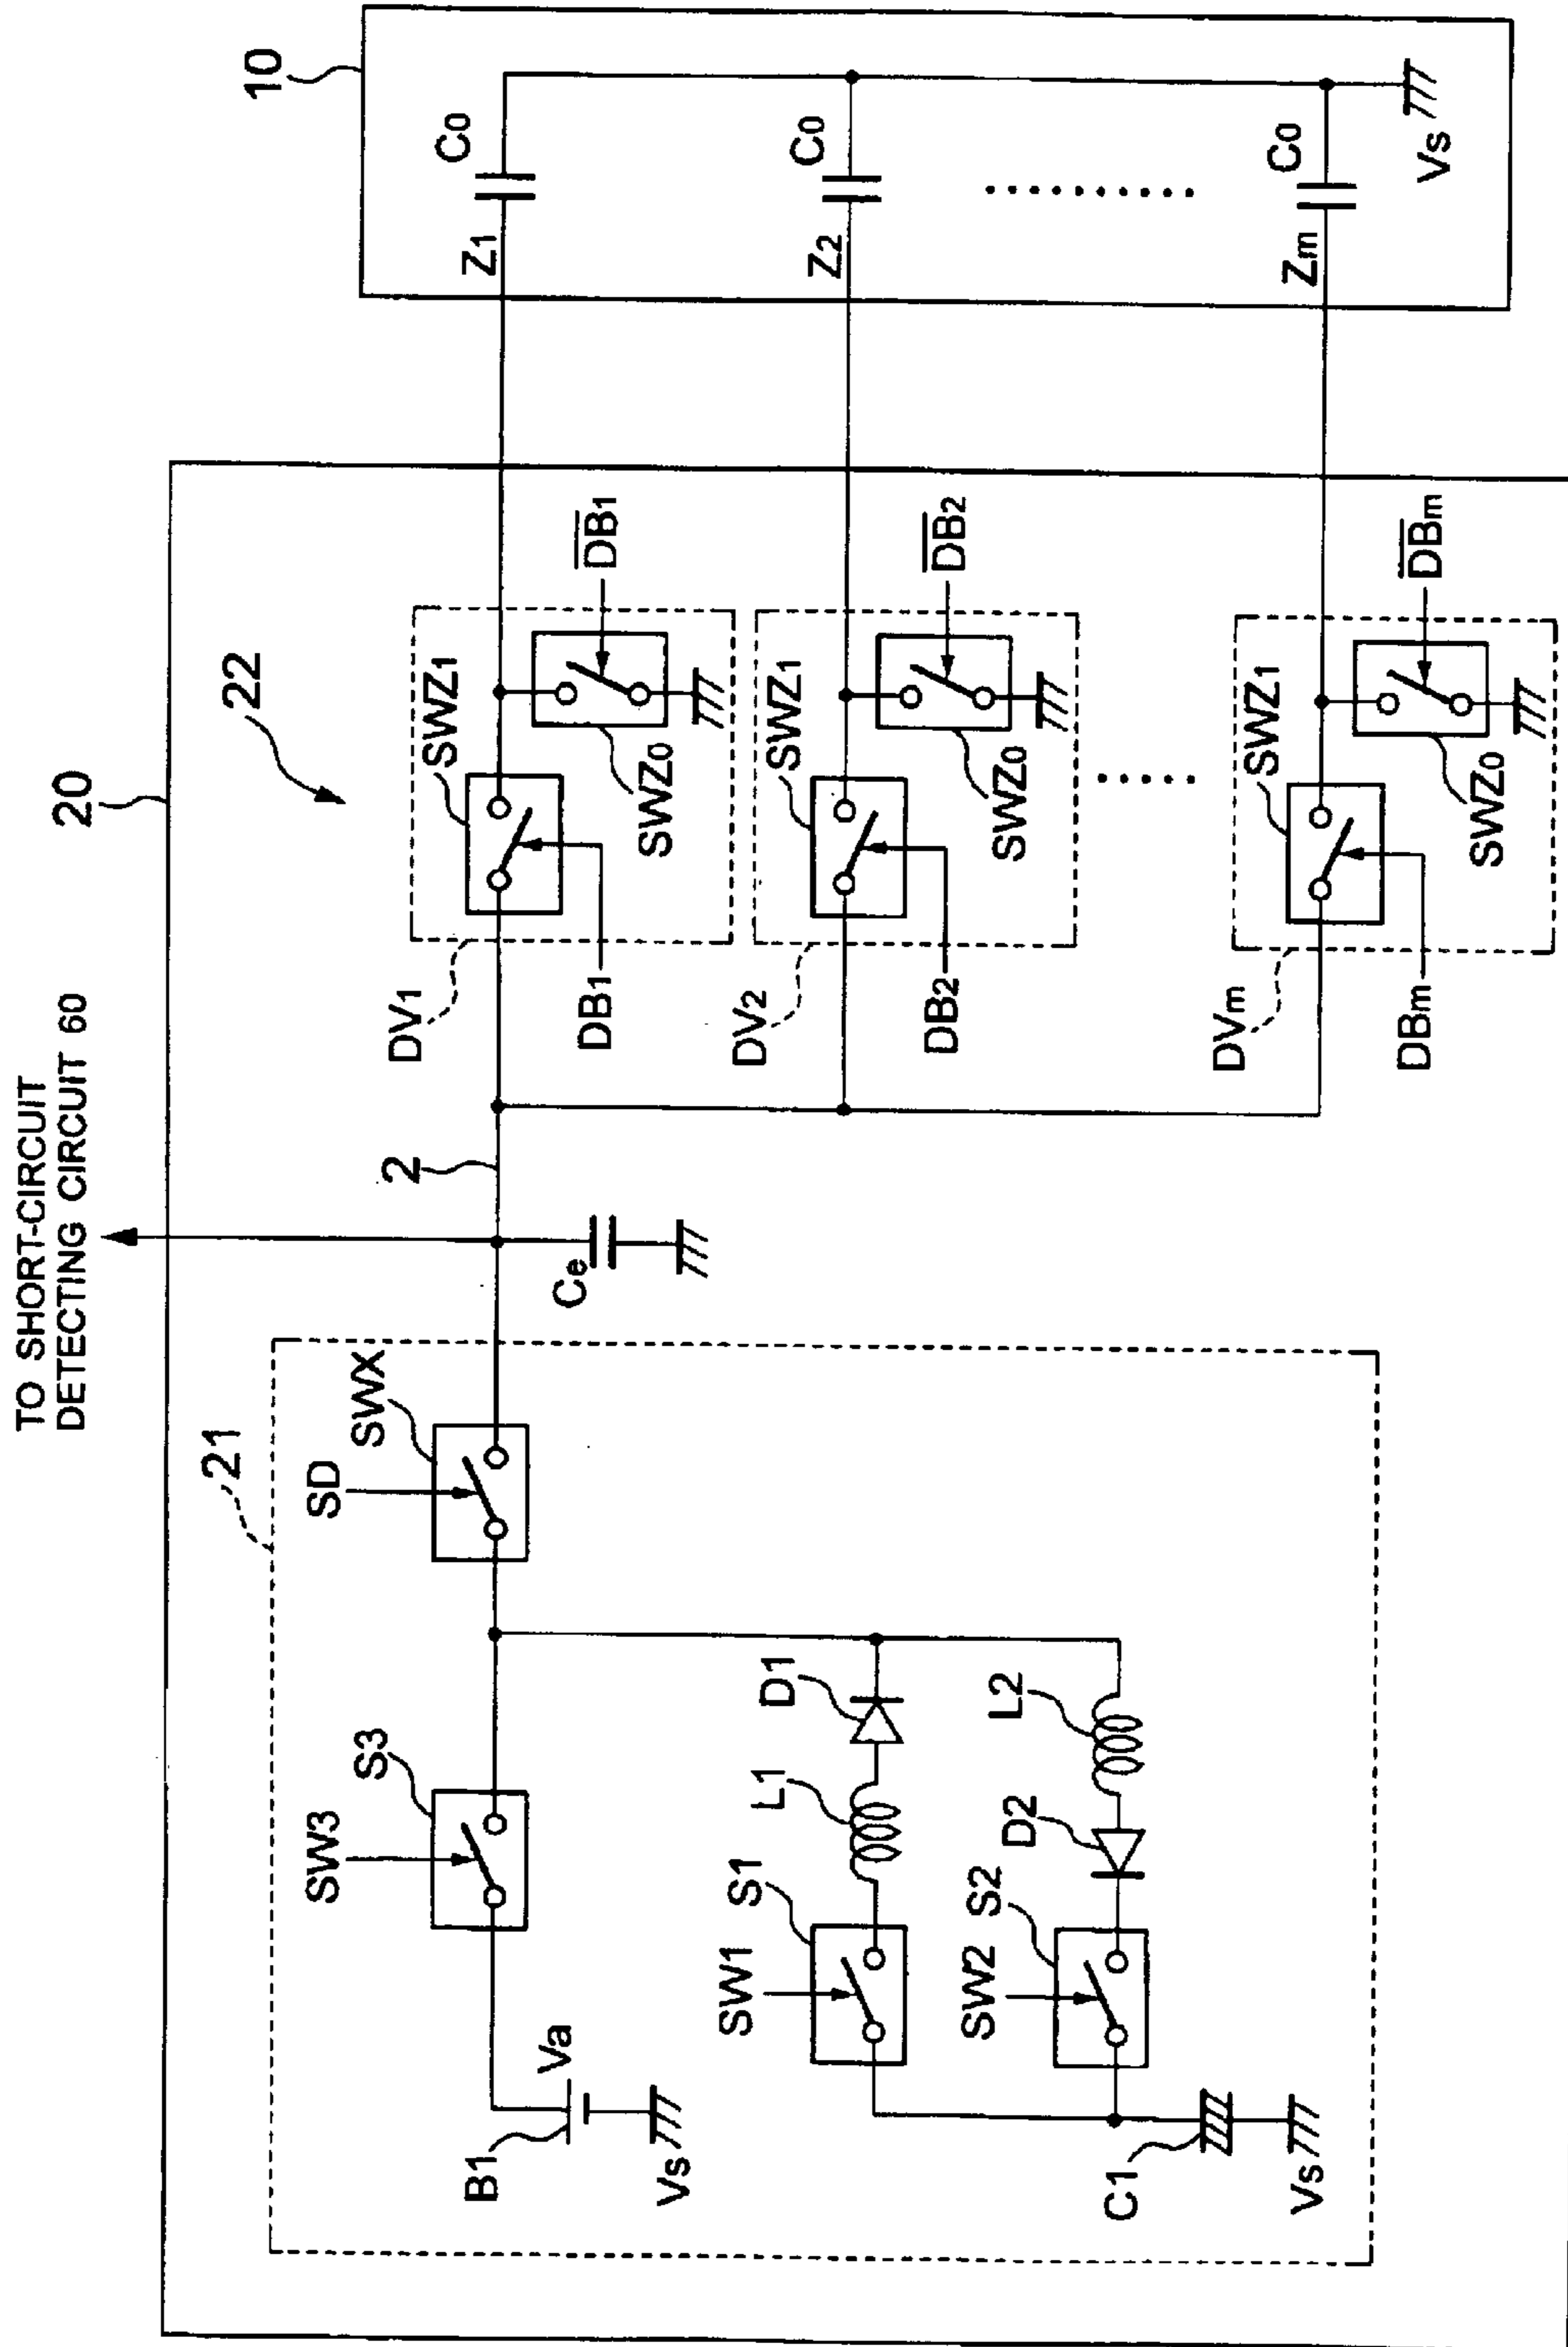 TO SHORT-CIRCUIT
DETECTING CIRCUIT 60
20
22
10
21
SW3
S3
SD
SWX
B1
Va
Vs
SW1
S1
L1
D1
SW2
S2
D2
L2
C1
Vs
Ce
2
DV1
DB1
SWZ1
SWZ0
DB1
DV2
DB2
SWZ1
SWZ0
DB2
DVm
DBm
SWZ1
SWZ0
DBm
Z1
C0
Z2
C0
Zm
C0
Vs